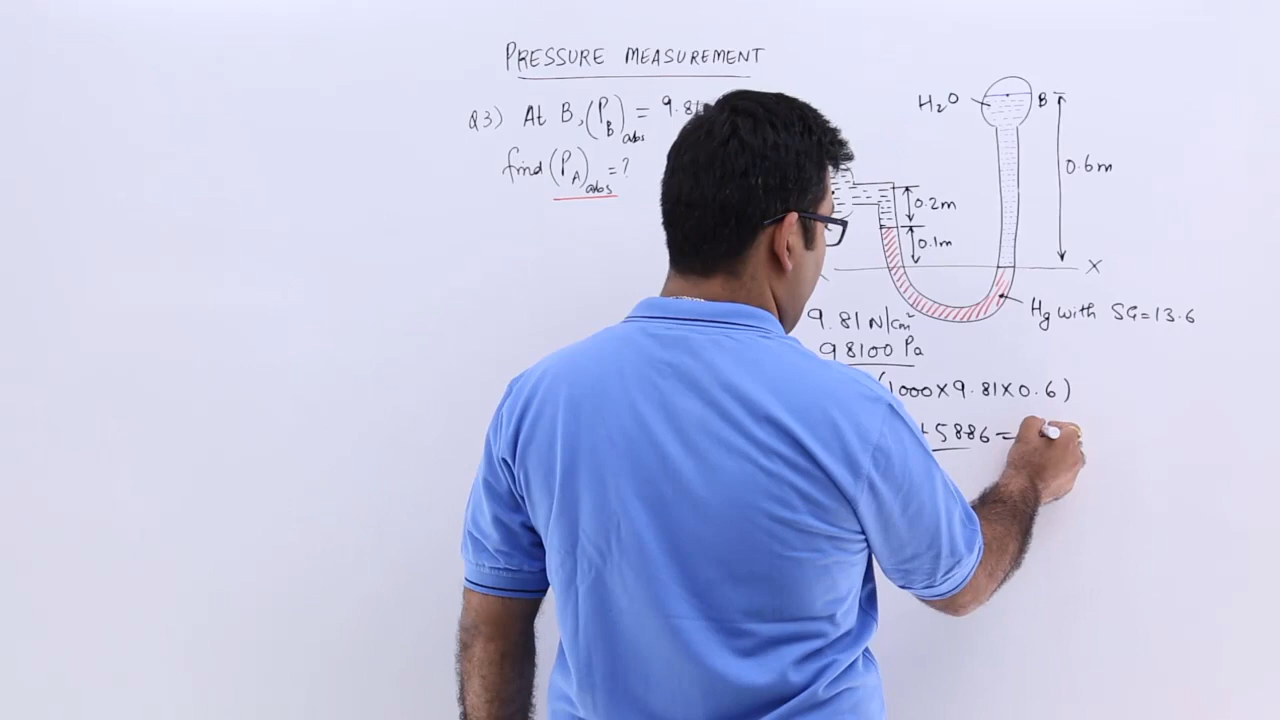 PRESSURE MEASUREMENT
Q3) At B, (P_B)_abs = 9.81
find (P_A)_abs = ?
H₂O
B
0.6m
0.2m
0.1m
X
Hg with SG=13.6
9.81 N/cm²
98100 Pa
(1000×9.81×0.6)
+ 5886 =